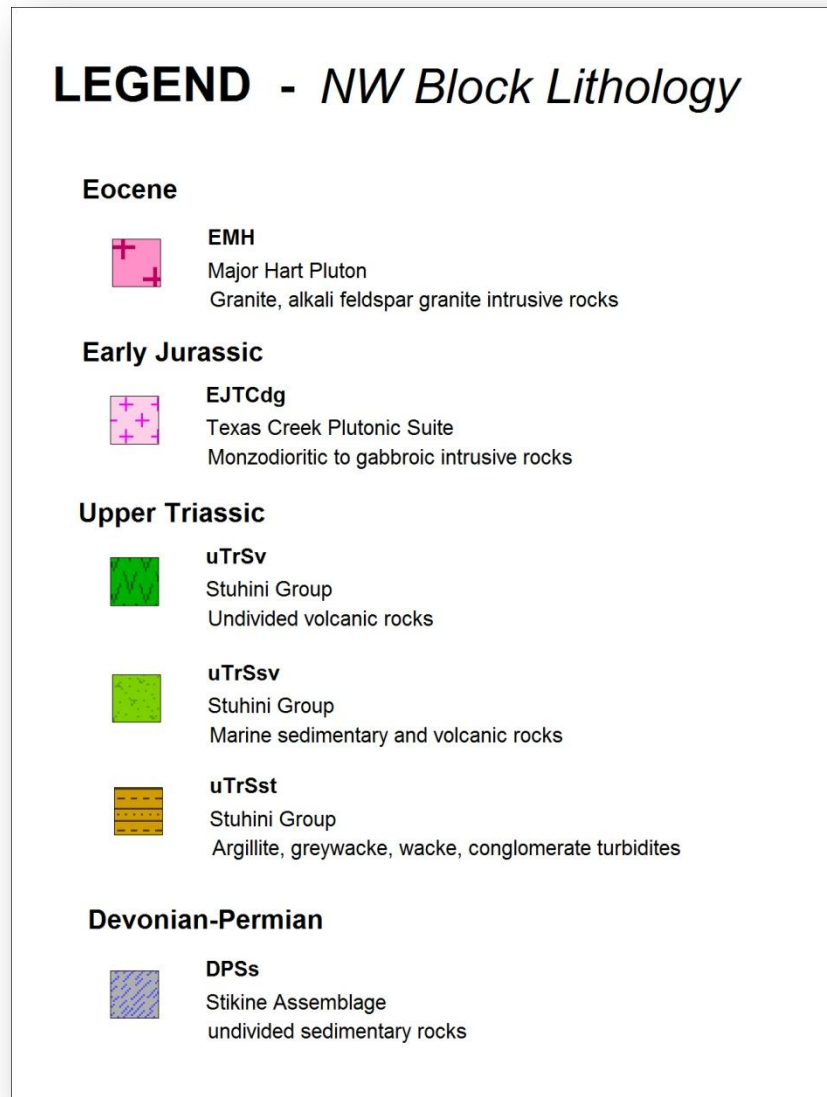 LEGEND - NW Block Lithology
Eocene
EMH
Major Hart Pluton
Granite, alkali feldspar granite intrusive rocks
Early Jurassic
EJTCdg
Texas Creek Plutonic Suite
Monzodioritic to gabbroic intrusive rocks
Upper Triassic
uTrSv
Stuhini Group
Undivided volcanic rocks
uTrSsv
Stuhini Group
Marine sedimentary and volcanic rocks
uTrSst
Stuhini Group
Argillite, greywacke, wacke, conglomerate turbidites
Devonian-Permian
DPSs
Stikine Assemblage
undivided sedimentary rocks